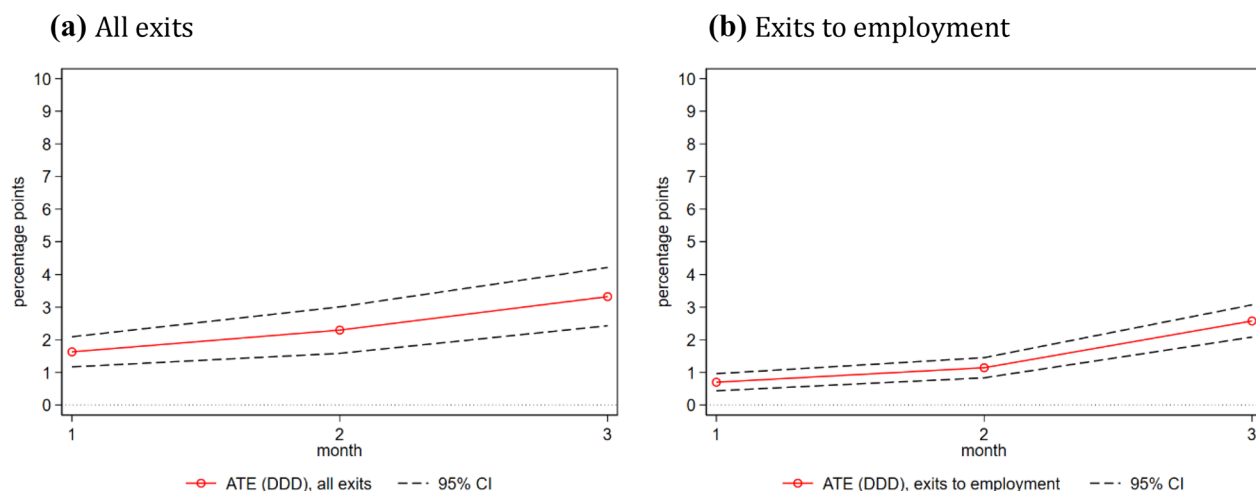 (a) All exits
percentage points
10
9
8
7
6
5
4
3
2
1
0
1 2 3
month
ATE (DDD), all exits 95% CI
(b) Exits to employment
percentage points
10
9
8
7
6
5
4
3
2
1
0
1 2 3
month
ATE (DDD), exits to employment 95% CI